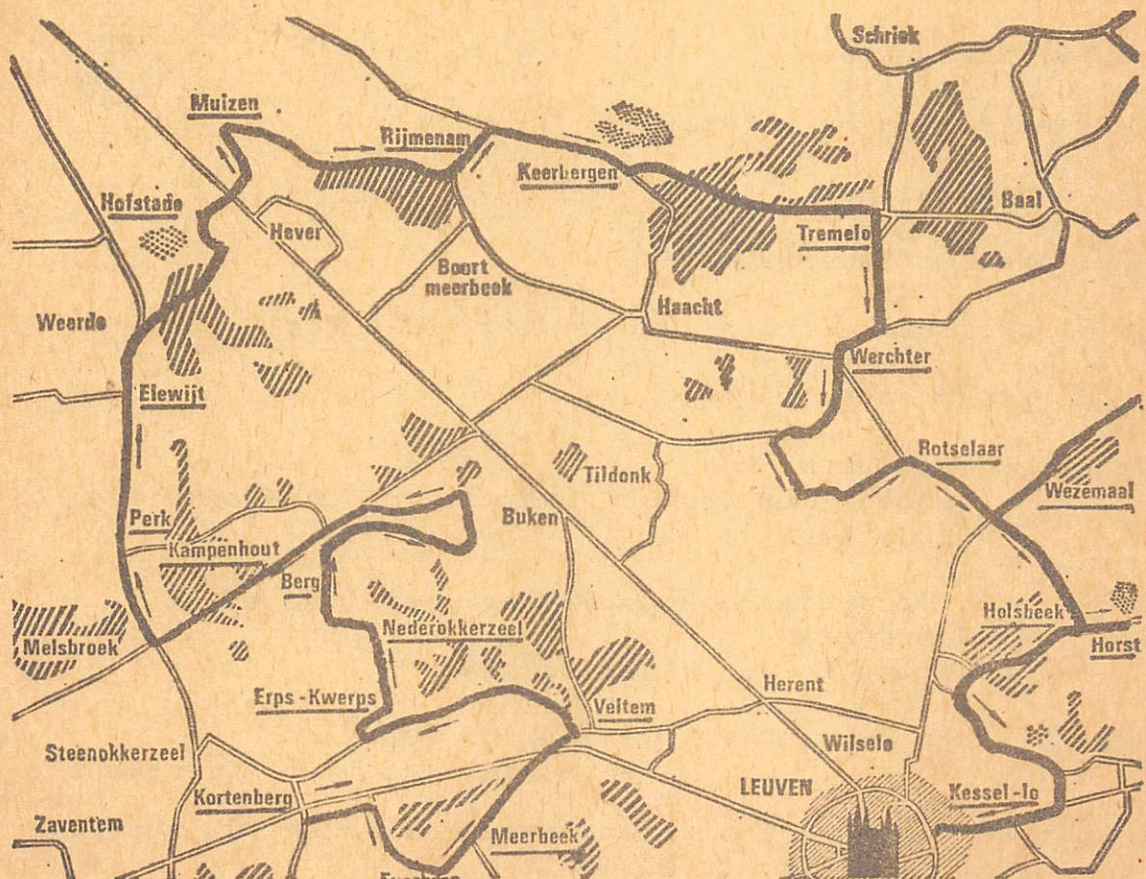 Schriek
Muizen
Rijmenam
Keerbergen
Hofstade
Hever
Baal
Tremelo
Boort
meerbeek
Haacht
Weerde
Werchter
Elewijt
Rotselaar
Tildonk
Wezemaal
Perk
Buken
Kampenhout
Berg
Holsbeek
Nederokkerzeel
Melsbroek
Horst
Erps-Kwerps
Herent
Veltem
Wilsele
Steenokkerzeel
LEUVEN
Kortenberg
Kessel-lo
Zaventem
Meerbeek